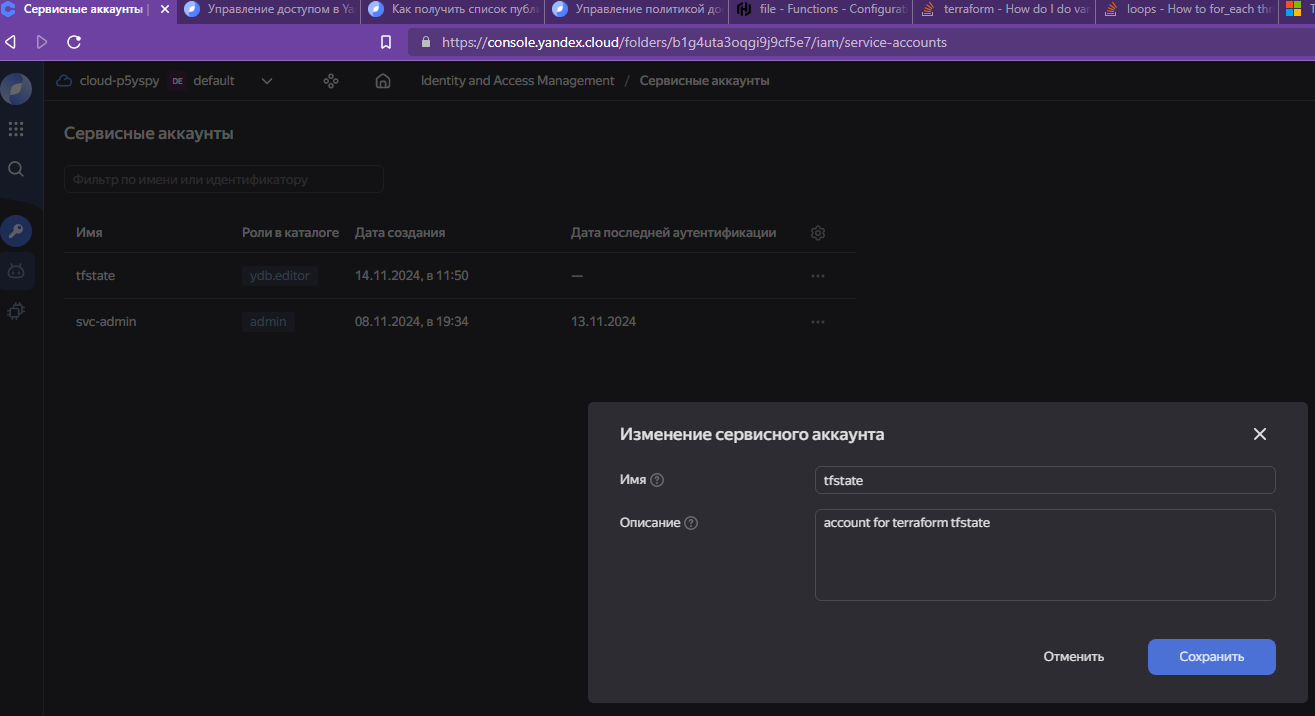 Сервисные аккаунты |
Управление доступом в Ya
Как получить список публ
Управление политикой до
file - Functions - Configurat
terraform - How do I do var
loops - How to for_each thr
https://console.yandex.cloud/folders/b1g4uta3oqgi9j9cf5e7/iam/service-accounts
cloud-p5yspy DE default Identity and Access Management / Сервисные аккаунты
Сервисные аккаунты
Фильтр по имени или идентификатору
Имя Роли в каталоге Дата создания Дата последней аутентификации
tfstate ydb.editor 14.11.2024, в 11:50 —
svc-admin admin 08.11.2024, в 19:34 13.11.2024
Изменение сервисного аккаунта
Имя tfstate
Описание account for terraform tfstate
Отменить Сохранить